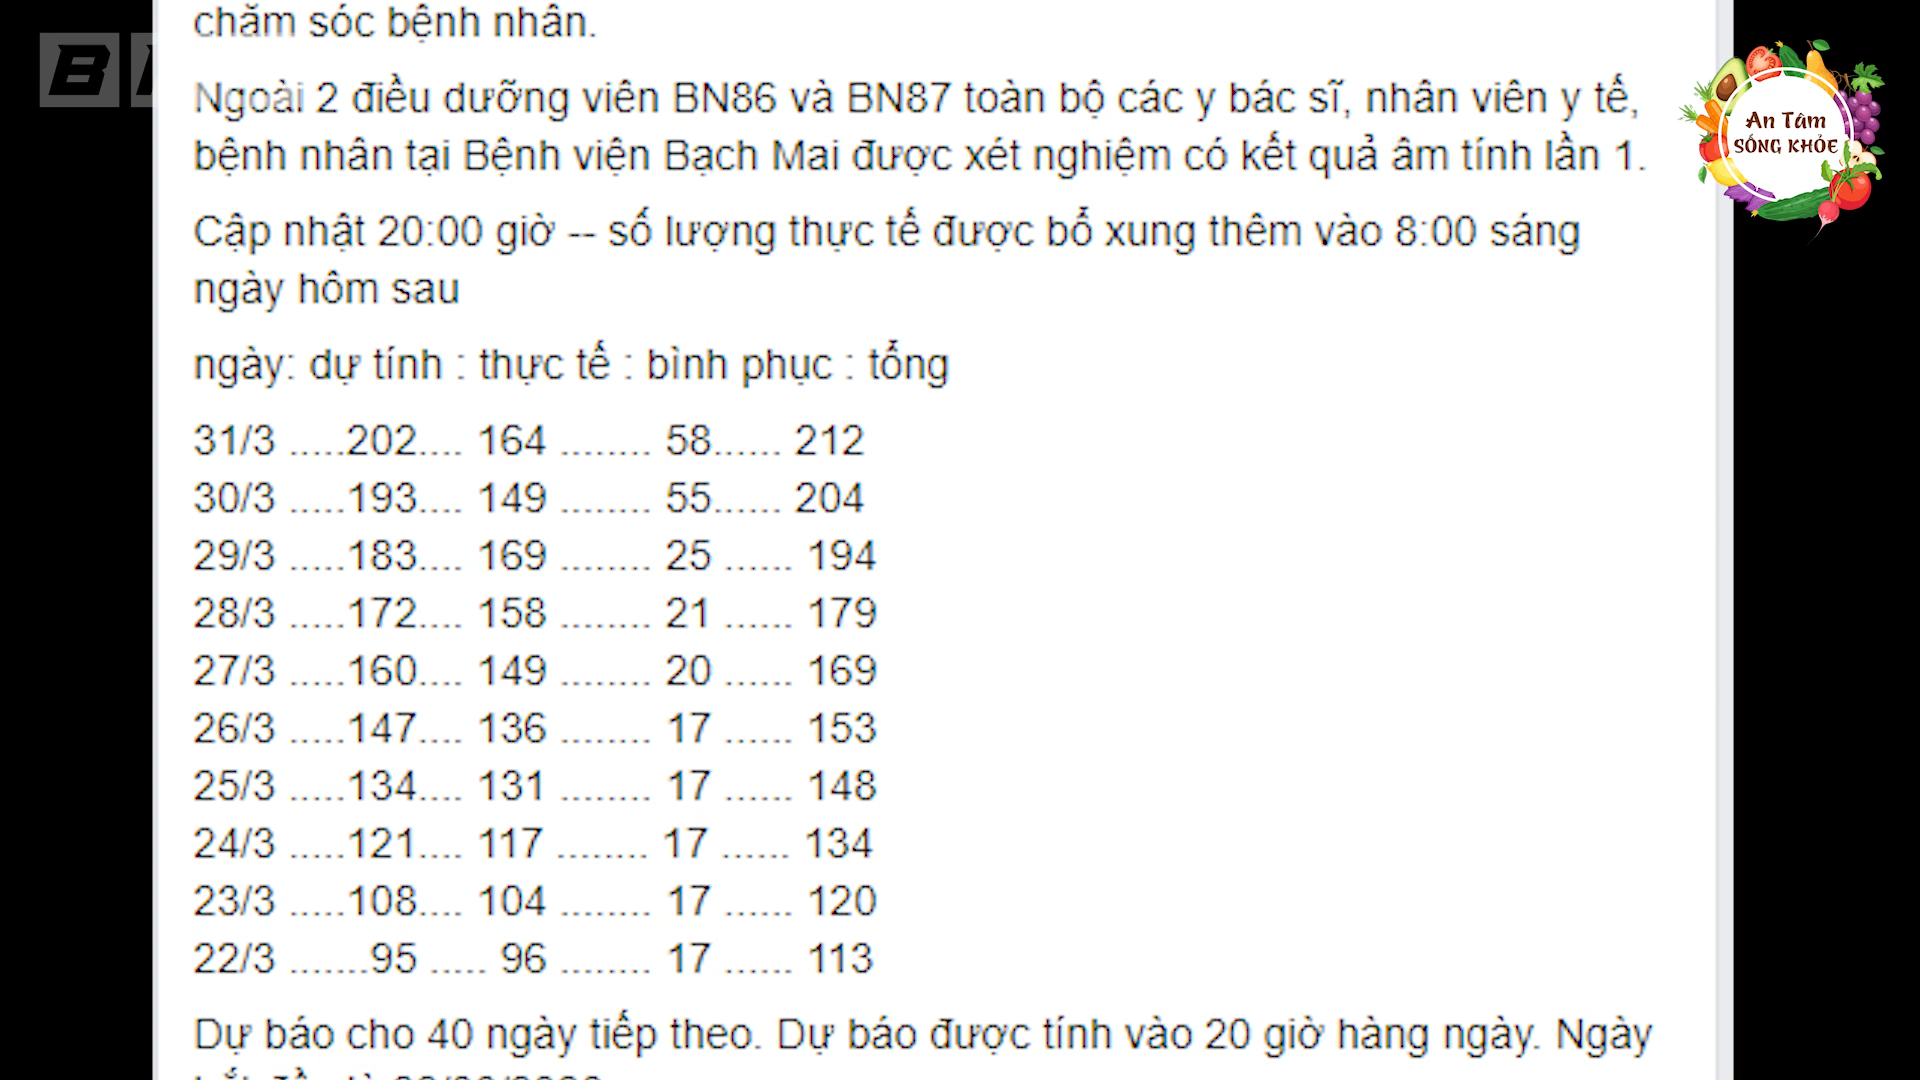 chăm sóc bệnh nhân.
Ngoài 2 điều dưỡng viên BN86 và BN87 toàn bộ các y bác sĩ, nhân viên y tế,
bệnh nhân tại Bệnh viện Bạch Mai được xét nghiệm có kết quả âm tính lần 1.
An Tâm
SỐNG KHỎE
Cập nhật 20:00 giờ -- số lượng thực tế được bổ xung thêm vào 8:00 sáng
ngày hôm sau
ngày: dự tính : thực tế : bình phục : tổng
31/3 .....202.... 164 ........ 58...... 212
30/3 .....193.... 149 ........ 55...... 204
29/3 .....183.... 169 ........ 25 ...... 194
28/3 .....172.... 158 ........ 21 ...... 179
27/3 .....160.... 149 ........ 20 ...... 169
26/3 .....147.... 136 ........ 17 ...... 153
25/3 .....134.... 131 ........ 17 ...... 148
24/3 .....121.... 117 ........ 17 ...... 134
23/3 .....108.... 104 ........ 17 ...... 120
22/3 .......95 ..... 96 ........ 17 ...... 113
Dự báo cho 40 ngày tiếp theo. Dự báo được tính vào 20 giờ hàng ngày. Ngày